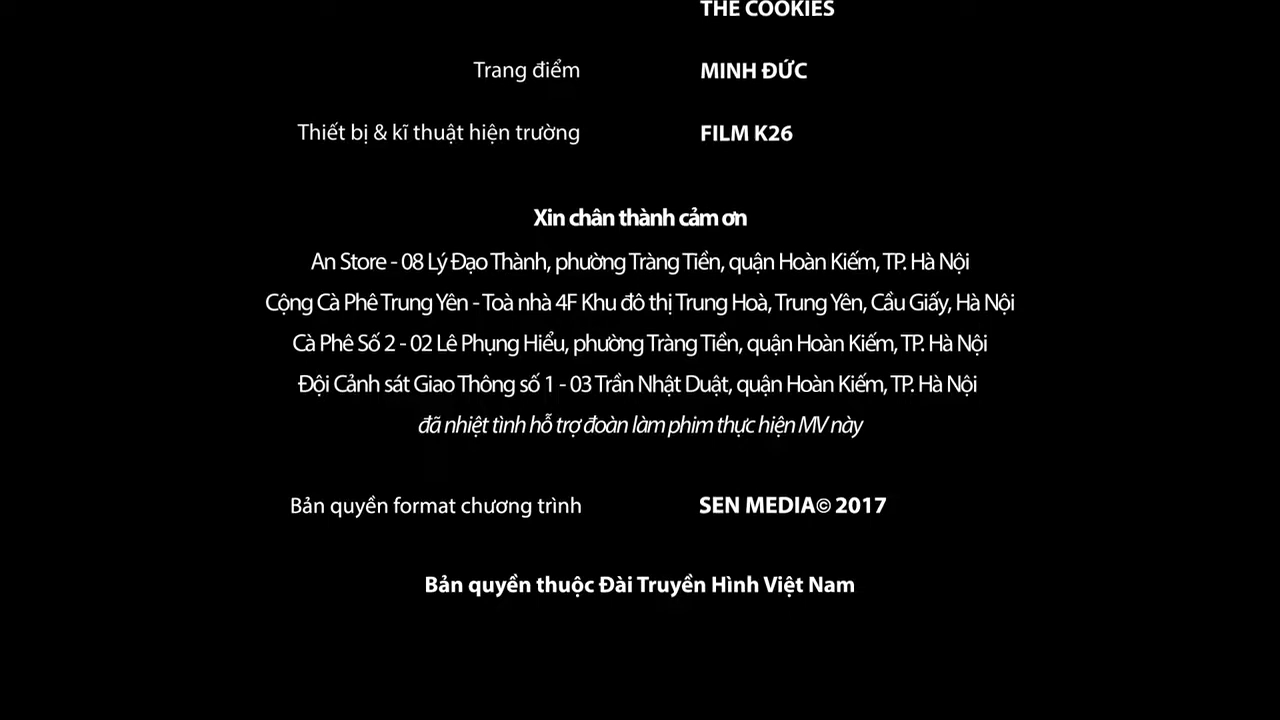 THE COOKIES
Trang điểm MINH ĐỨC
Thiết bị & kĩ thuật hiện trường FILM K26
Xin chân thành cảm ơn
An Store - 08 Lý Đạo Thành, phường Tràng Tiền, quận Hoàn Kiếm, TP. Hà Nội
Cộng Cà Phê Trung Yên - Toà nhà 4F Khu đô thị Trung Hoà, Trung Yên, Cầu Giấy, Hà Nội
Cà Phê Số 2 - 02 Lê Phụng Hiểu, phường Tràng Tiền, quận Hoàn Kiếm, TP. Hà Nội
Đội Cảnh sát Giao Thông số 1 - 03 Trần Nhật Duật, quận Hoàn Kiếm, TP. Hà Nội
đã nhiệt tình hỗ trợ đoàn làm phim thực hiện MV này
Bản quyền format chương trình SEN MEDIA© 2017
Bản quyền thuộc Đài Truyền Hình Việt Nam